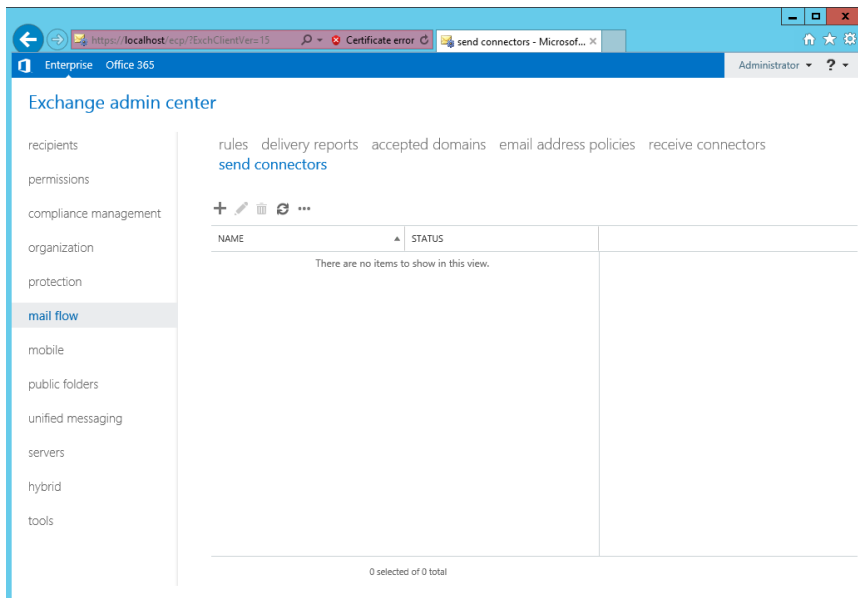 https://localhost/ecp/?ExchClientVer=15
Certificate error
send connectors - Microsof...
Enterprise Office 365
Administrator
?
Exchange admin center
recipients
permissions
compliance management
organization
protection
mail flow
mobile
public folders
unified messaging
servers
hybrid
tools
rules delivery reports accepted domains email address policies receive connectors
send connectors
NAME STATUS
There are no items to show in this view.
0 selected of 0 total